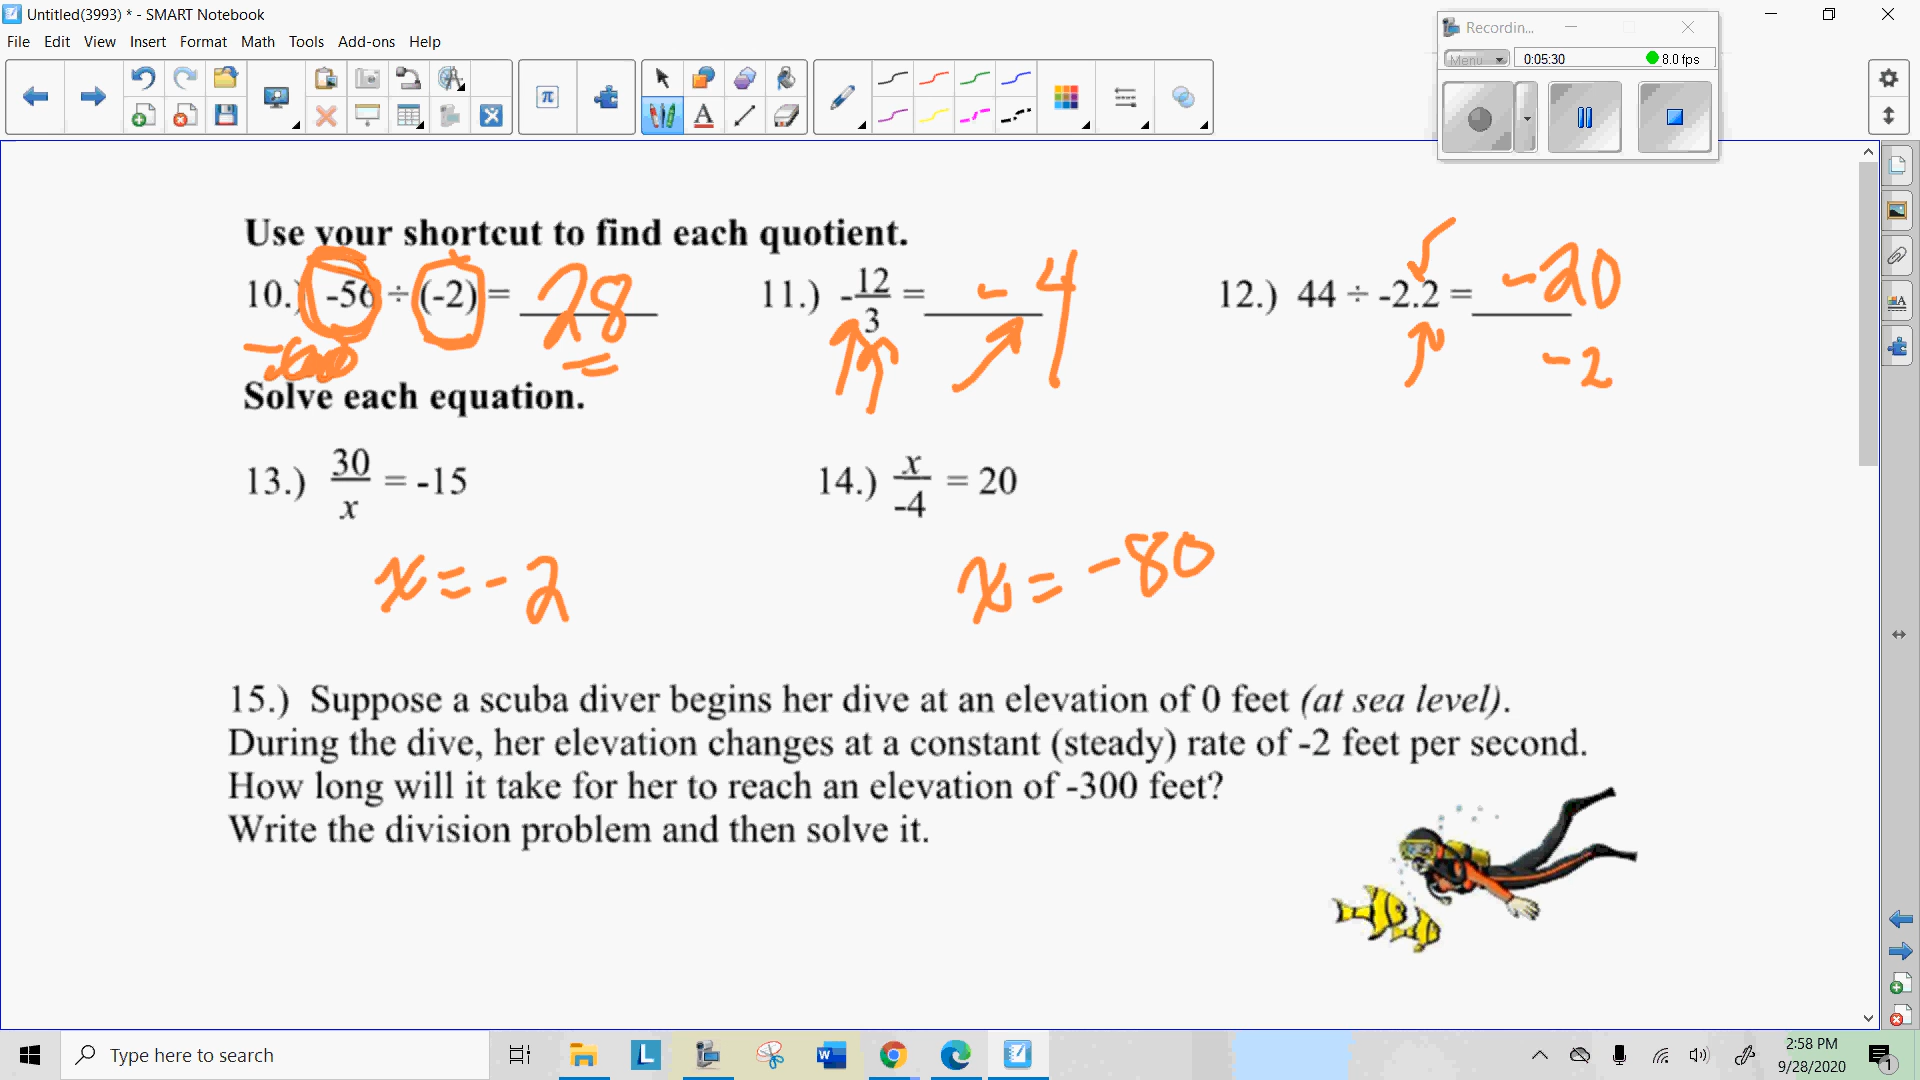 Untitled(3993) * - SMART Notebook
Recordin...
File Edit View Insert Format Math Tools Add-ons Help
Menu 0:05:30 8.0 fps
π
A
Use your shortcut to find each quotient.
10.) -56 ÷ (-2) = 28
11.) -12/3 = -4
12.) 44 ÷ -2.2 = -20
-2
Solve each equation.
13.) 30/x = -15
14.) x/-4 = 20
x = -2
x = -80
15.) Suppose a scuba diver begins her dive at an elevation of 0 feet (at sea level).
During the dive, her elevation changes at a constant (steady) rate of -2 feet per second.
How long will it take for her to reach an elevation of -300 feet?
Write the division problem and then solve it.
Type here to search
L
W
2:58 PM
9/28/2020
1